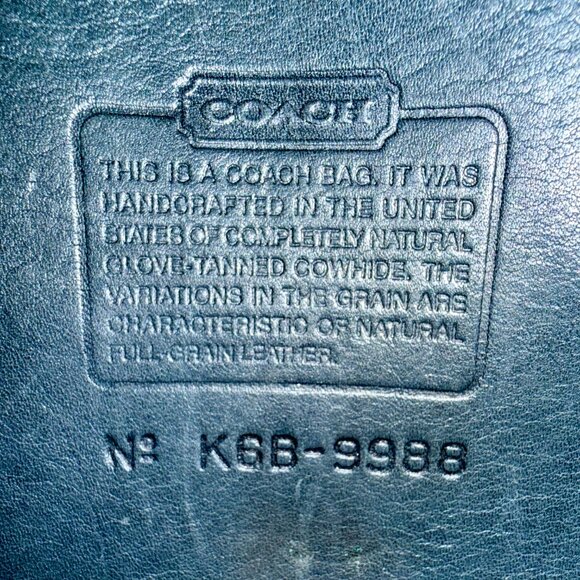 COACH
THIS IS A COACH BAG. IT WAS
HANDCRAFTED IN THE UNITED
STATES OF COMPLETELY NATURAL
GLOVE-TANNED COWHIDE. THE
VARIATIONS IN THE GRAIN ARE
CHARACTERISTIC OF NATURAL
FULL-GRAIN LEATHER.
Nº K6B-9988